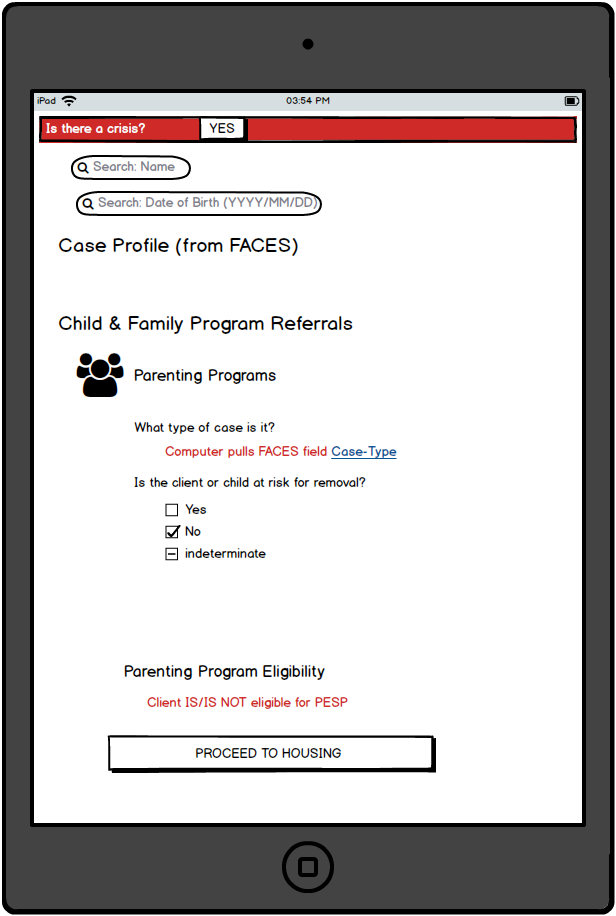 iPad 03:54 PM
Is there a crisis? YES
Search: Name
Search: Date of Birth (YYYY/MM/DD)
Case Profile (from FACES)
Child & Family Program Referrals
Parenting Programs
What type of case is it?
Computer pulls FACES field Case-Type
Is the client or child at risk for removal?
Yes
No
indeterminate
Parenting Program Eligibility
Client IS/IS NOT eligible for PESP
PROCEED TO HOUSING